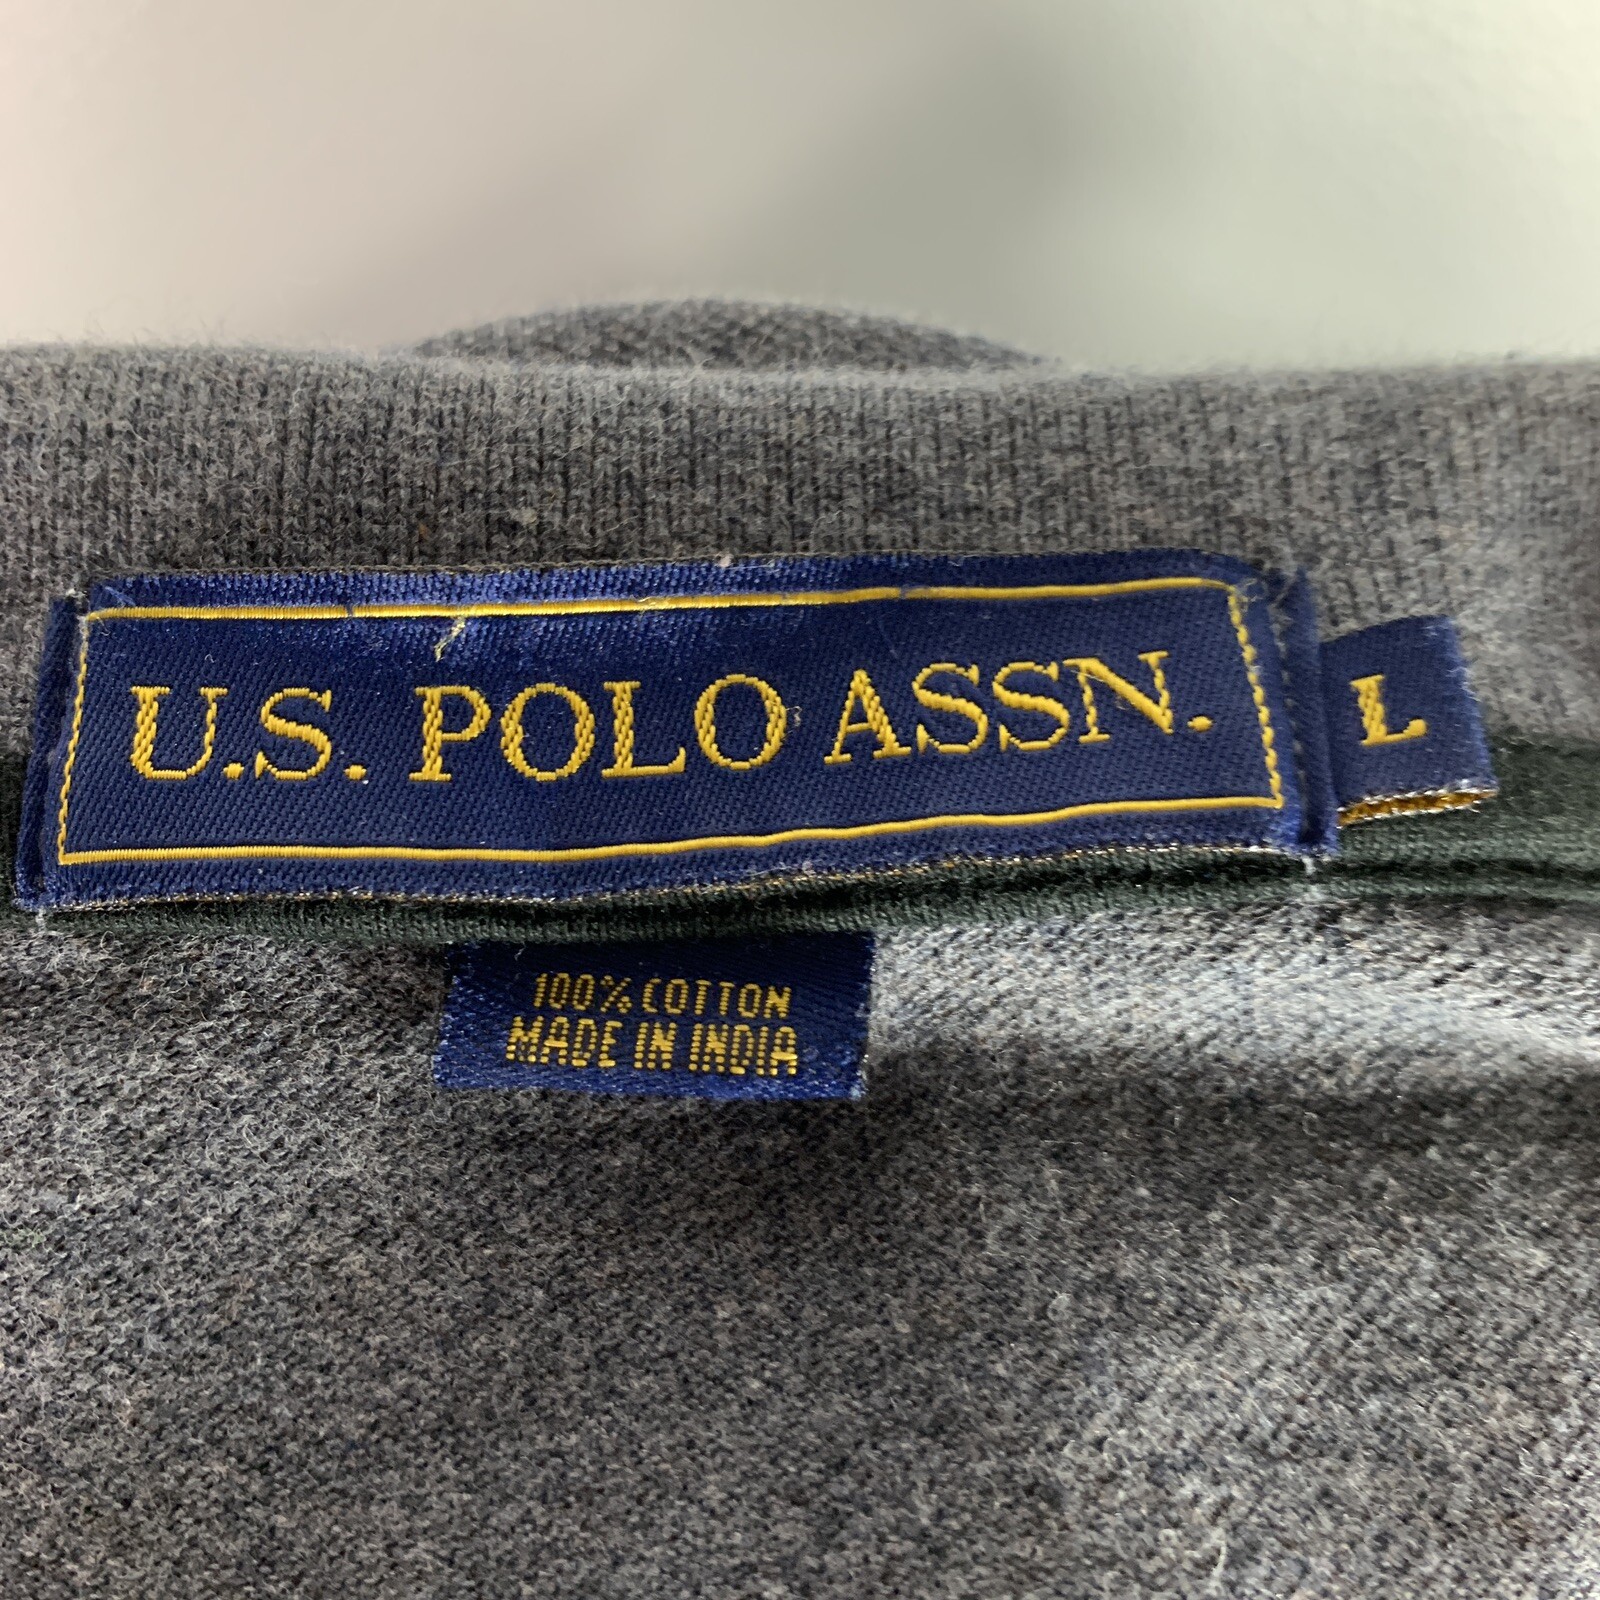 U.S. POLO ASSN.
L
100% COTTON
MADE IN INDIA